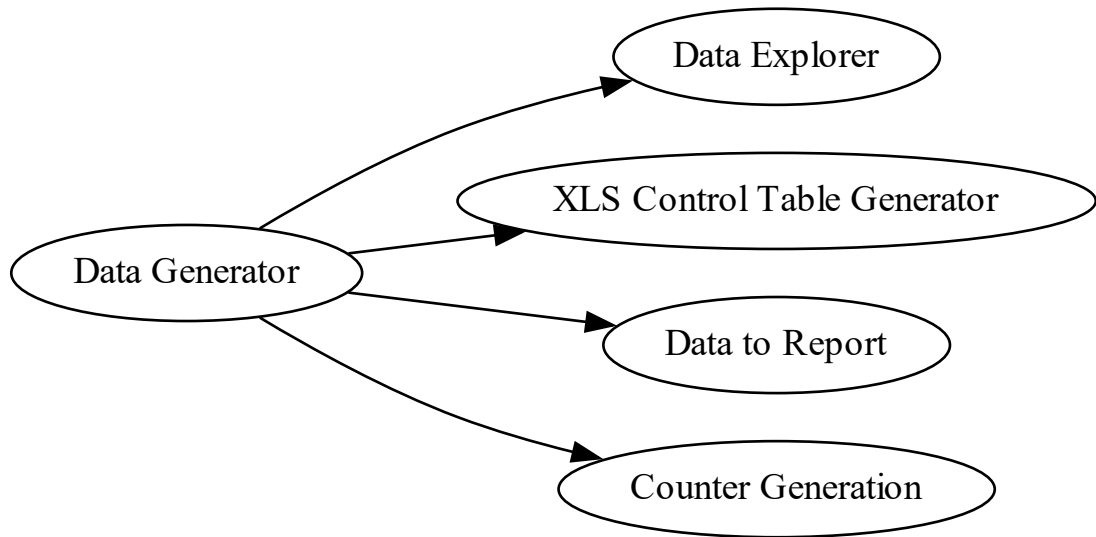 Data Explorer
XLS Control Table Generator
Data Generator
Data to Report
Counter Generation